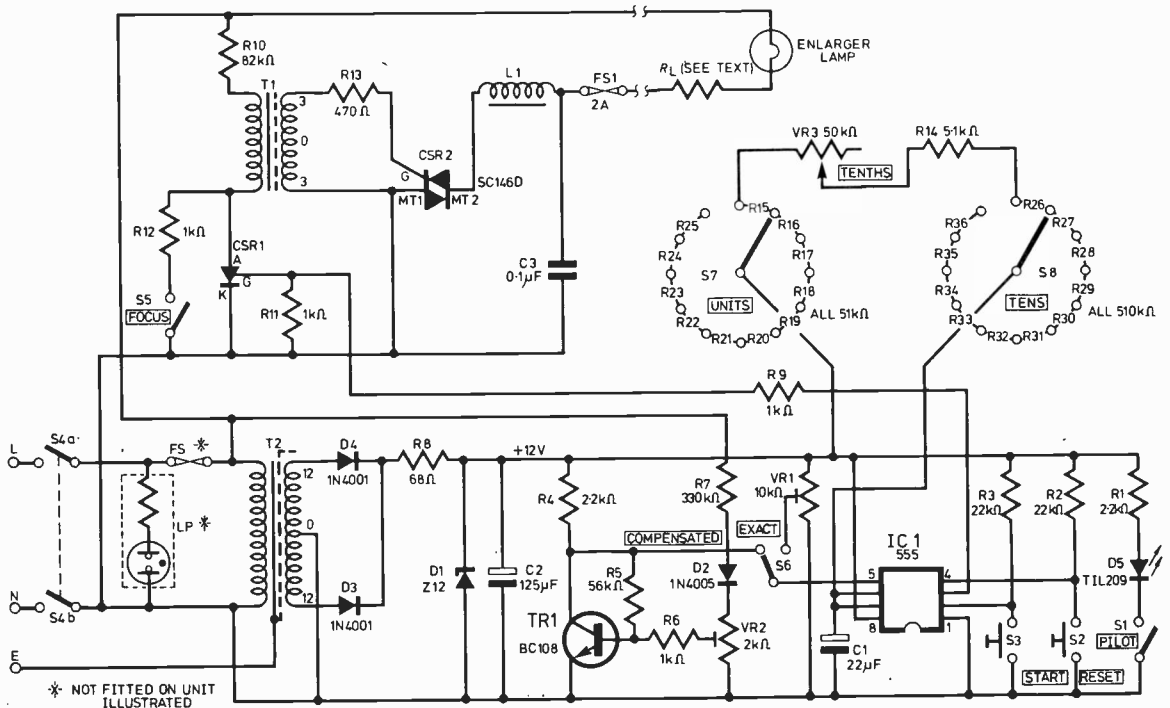 R10
82kΩ
T1
3
0
3
R13
470Ω
L1
FS1
2A
RL (SEE TEXT)
ENLARGER
LAMP
CSR2
G
MT1
MT2
SC146D
R12
1kΩ
CSR1
A
G
K
S5
FOCUS
R11
1kΩ
C3
0·1µF
VR3 50kΩ
TENTHS
R14 5·1kΩ
R15
R16
R17
R18
R19
R20
R21
R22
R23
R24
R25
S7
UNITS
ALL 51kΩ
R26
R27
R28
R29
R30
R31
R32
R33
R34
R35
R36
S8
TENS
ALL 510kΩ
R9
1kΩ
L
S4a
FS ✳
T2
12
0
12
D4
1N4001
R8
68Ω
+12V
LP ✳
N
S4b
E
D3
1N4001
D1
Z12
C2
125µF
R4
2·2kΩ
COMPENSATED
R5
56kΩ
TR1
BC108
R6
1kΩ
R7
330kΩ
D2
1N4005
VR2
2kΩ
VR1
10kΩ
EXACT
S6
IC 1
555
5
4
8
1
C1
22µF
R3
22kΩ
R2
22kΩ
R1
2·2kΩ
D5
TIL209
S3
START
S2
RESET
S1
PILOT
✳ NOT FITTED ON UNIT
ILLUSTRATED